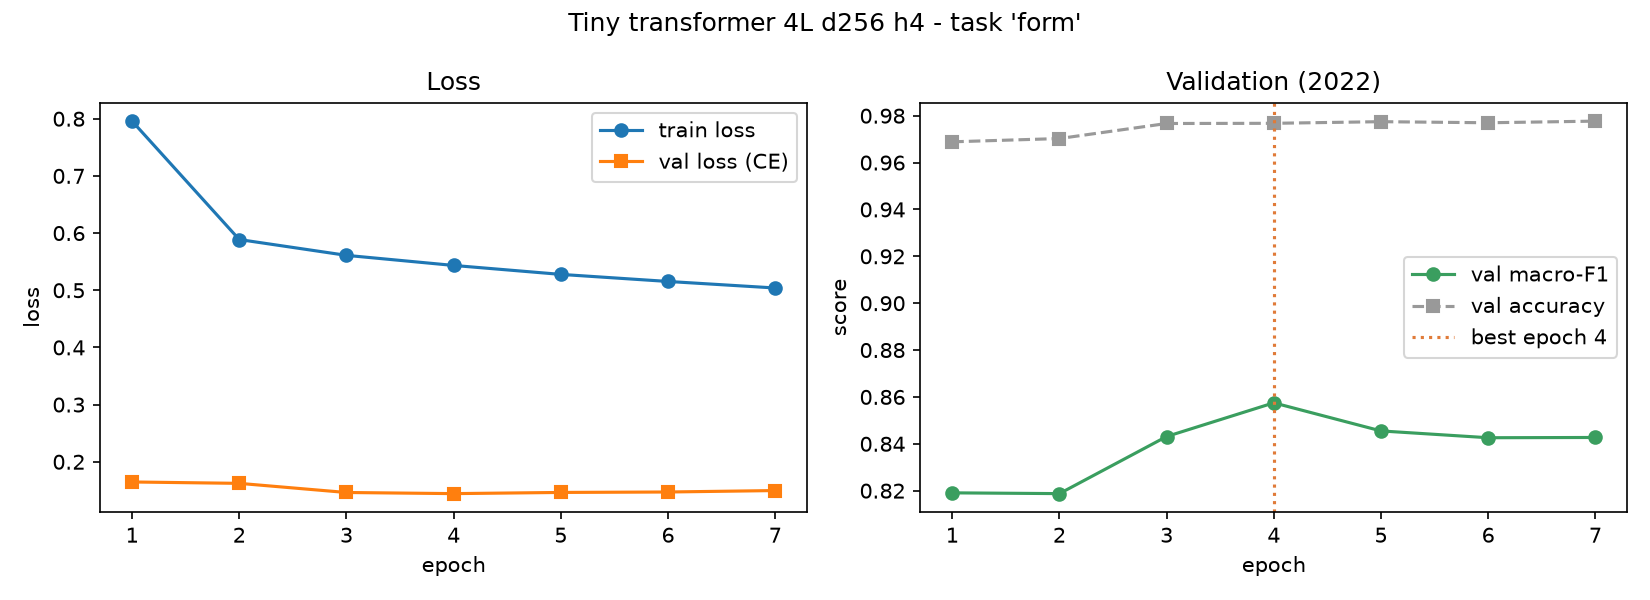 Tiny transformer 4L d256 h4 - task 'form'
Loss
0.8
0.7
0.6
0.5
0.4
0.3
0.2
loss
1 2 3 4 5 6 7
epoch
train loss
val loss (CE)
Validation (2022)
0.98
0.96
0.94
0.92
0.90
0.88
0.86
0.84
0.82
score
1 2 3 4 5 6 7
epoch
val macro-F1
val accuracy
best epoch 4